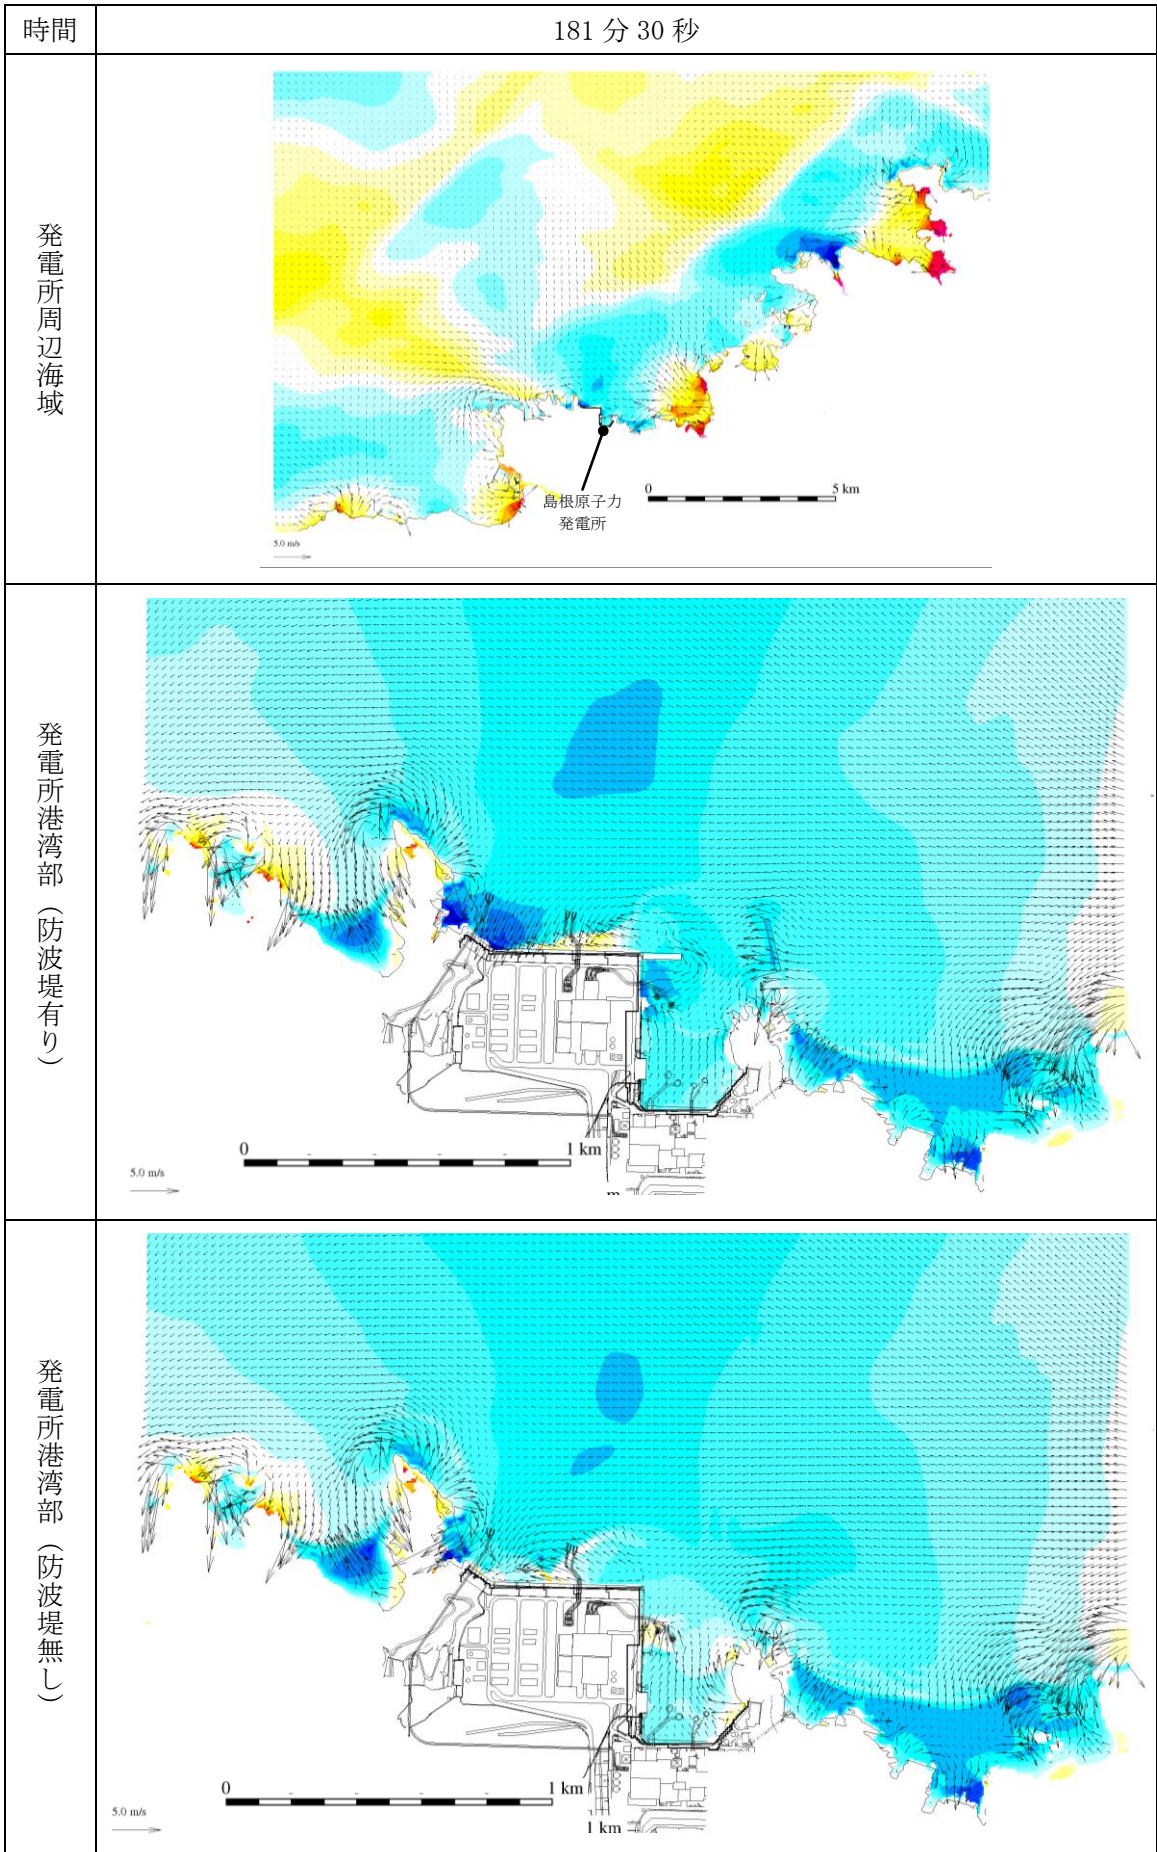 時間
181 分 30 秒
発電所周辺海域
島根原子力
発電所
0
5 km
5.0 m/s
発電所港湾部（防波堤有り）
0
1 km
5.0 m/s
m
発電所港湾部（防波堤無し）
0
1 km
5.0 m/s
1 km